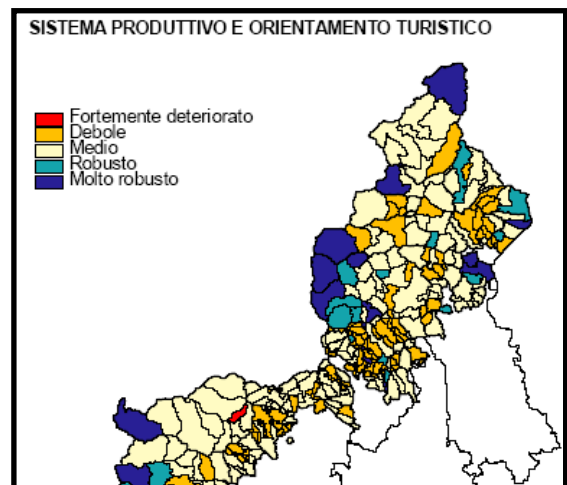 SISTEMA PRODUTTIVO E ORIENTAMENTO TURISTICO
Fortemente deteriorato
Debole
Medio
Robusto
Molto robusto